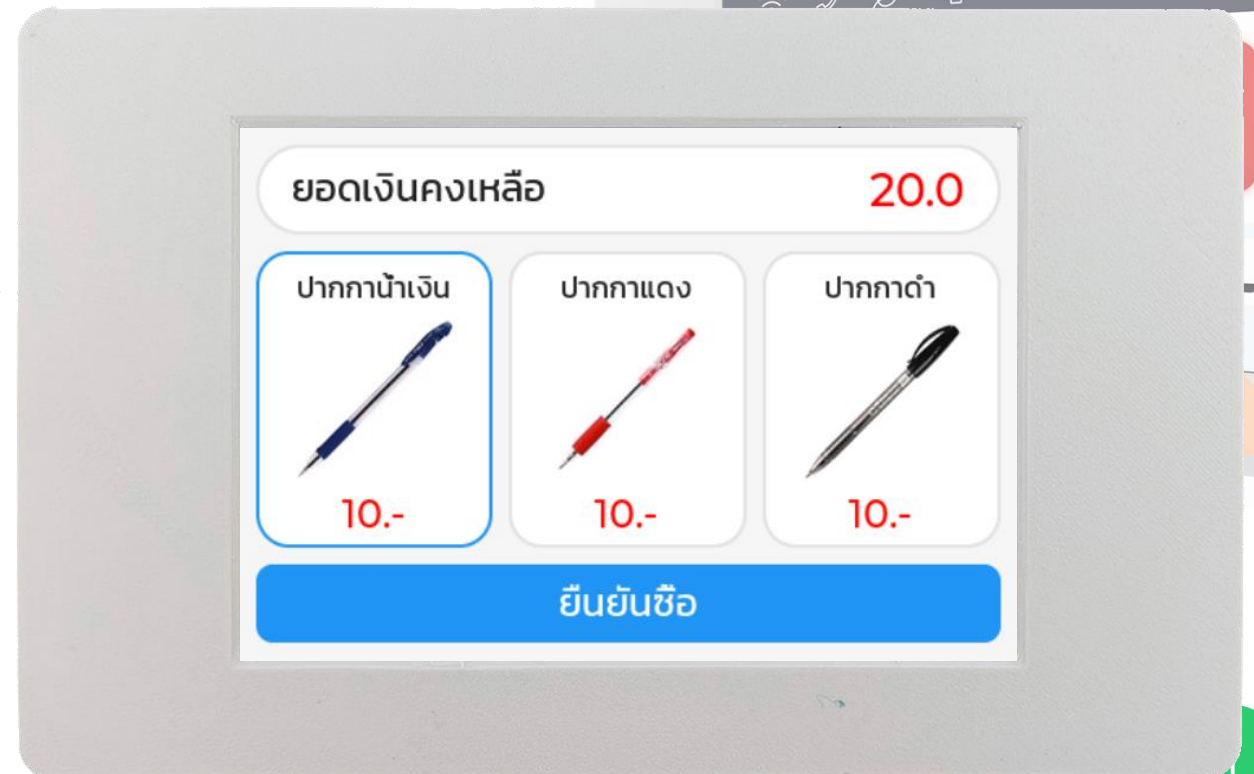 ยอดเงินคงเหลือ 20.0
ปากกาน้ำเงิน ปากกาแดง ปากกาดำ
10.- 10.- 10.-
ยืนยันซื้อ